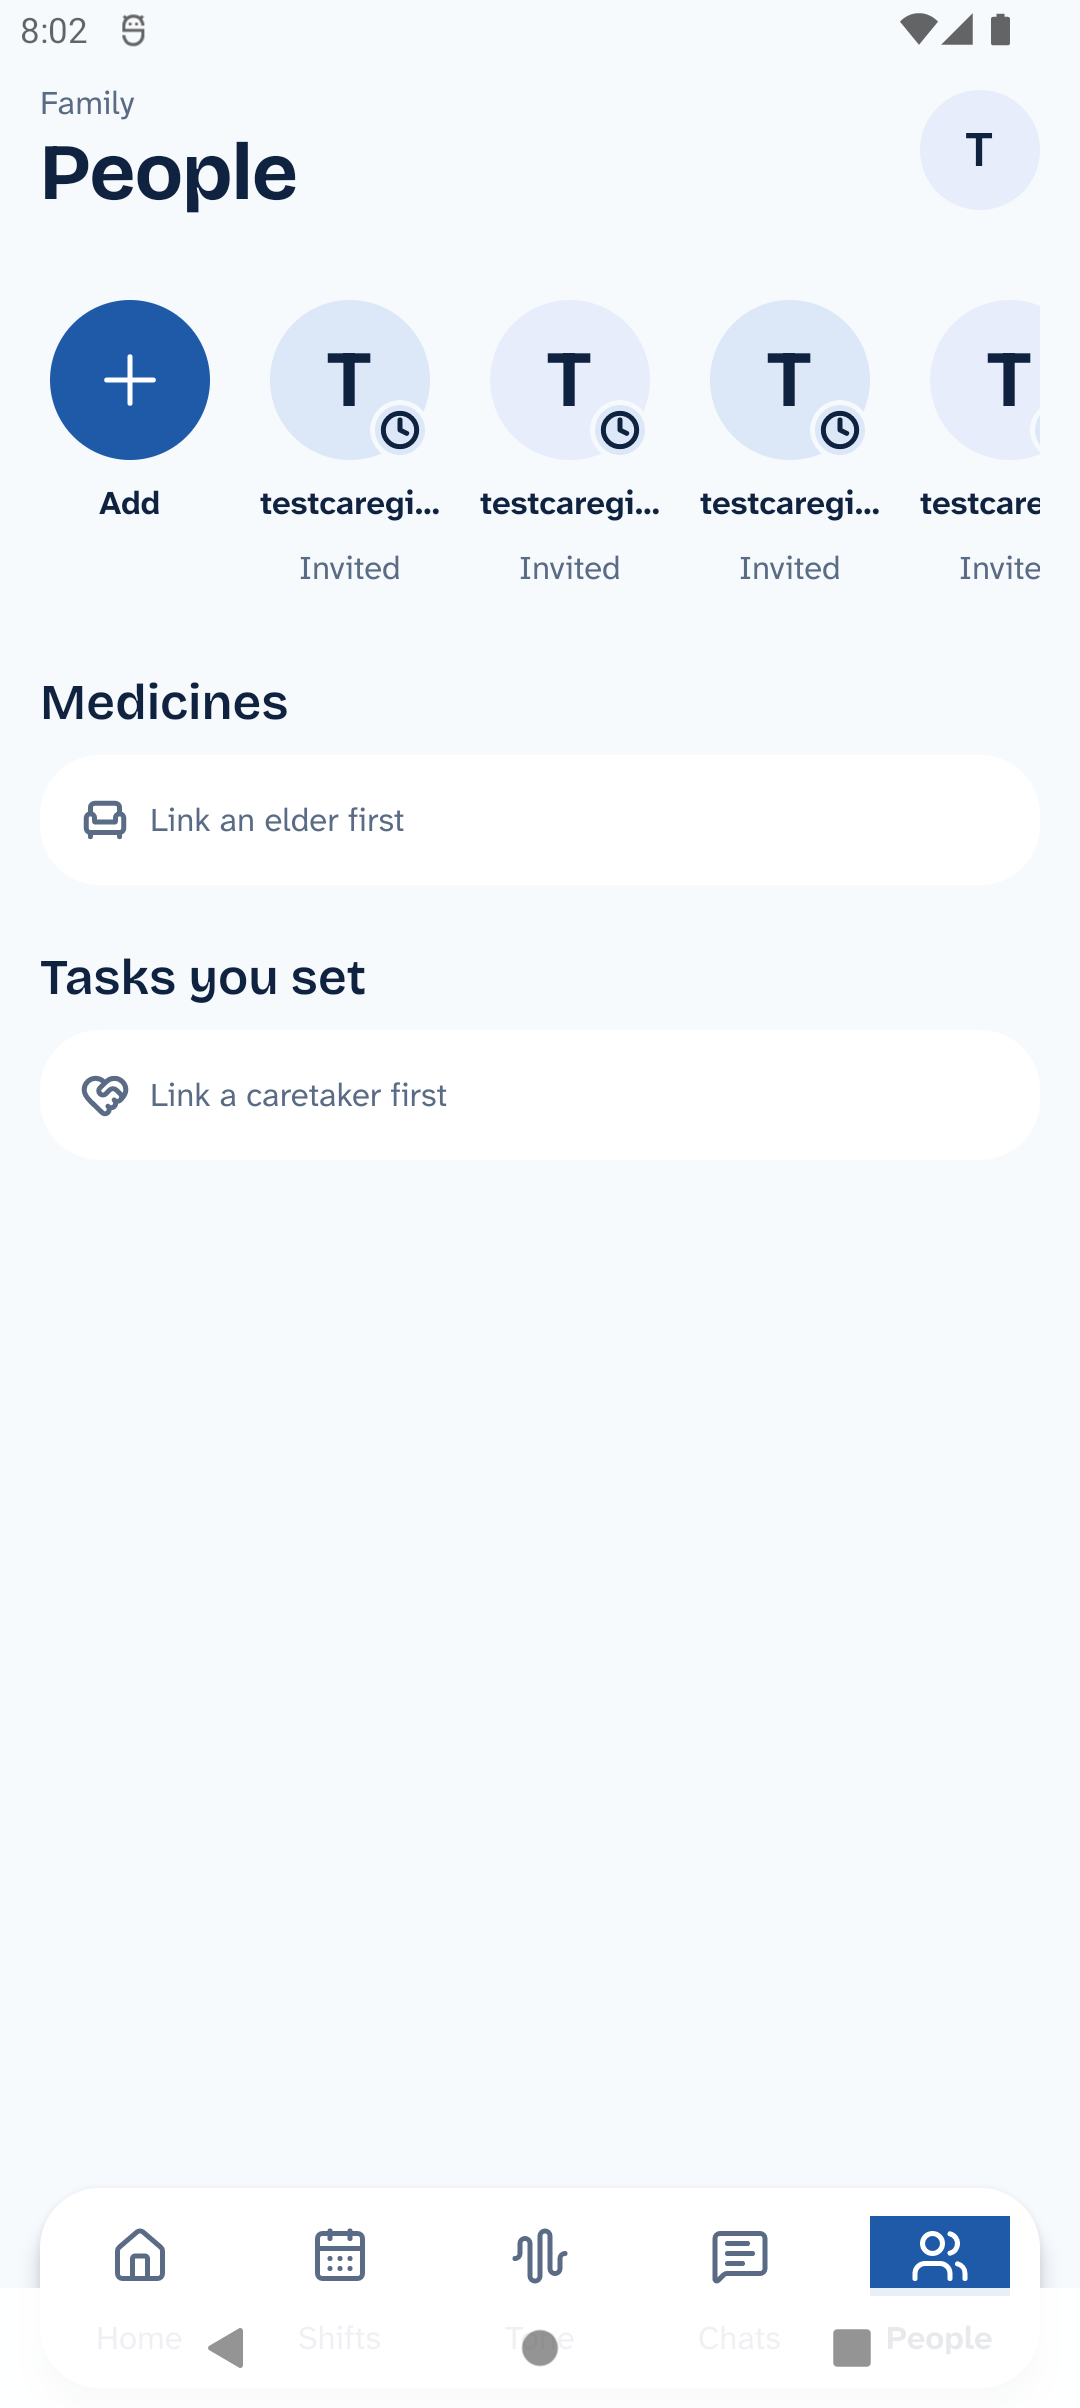 8:02
Family
People
T
T
T
T
T
Add
testcaregi...
testcaregi...
testcaregi...
testcare
Invited
Invited
Invited
Invite
Medicines
Link an elder first
Tasks you set
Link a caretaker first
Home
Shifts
Tone
Chats
People